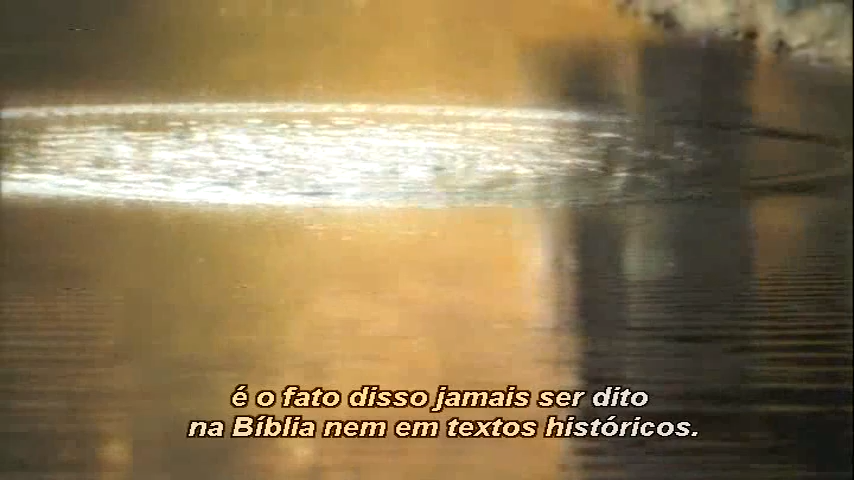 é o fato disso jamais ser dito
na Bíblia nem em textos históricos.